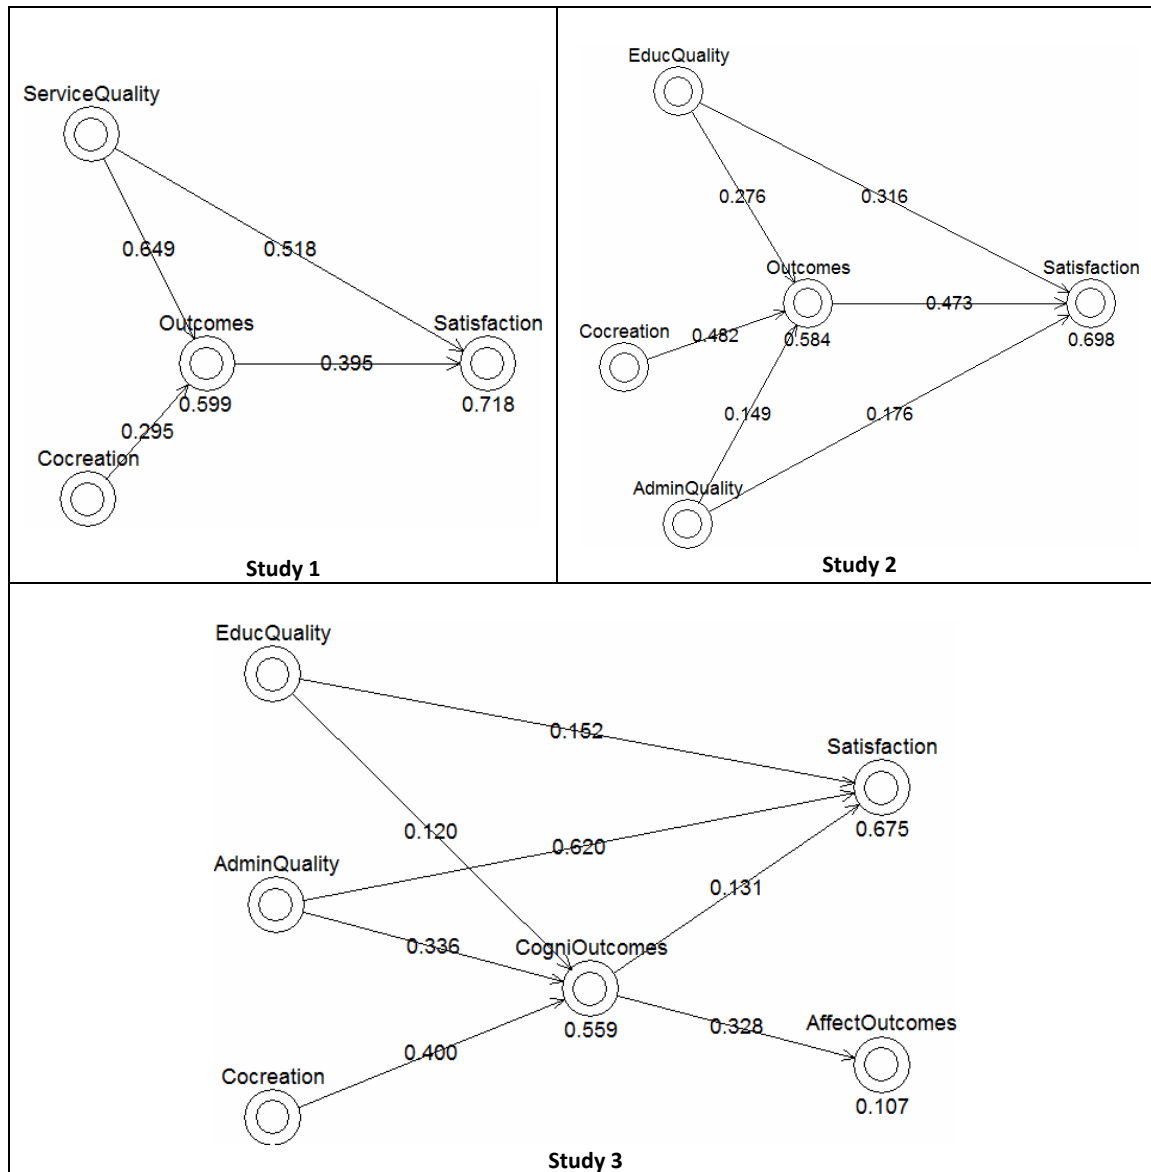 ServiceQuality
0.649
0.518
Outcomes
Satisfaction
0.395
0.599
0.718
0.295
Cocreation
Study 1
EducQuality
0.276
0.316
Outcomes
Satisfaction
0.473
Cocreation
0.482
0.584
0.698
0.149
0.176
AdminQuality
Study 2
EducQuality
0.152
Satisfaction
0.675
0.120
0.620
AdminQuality
0.131
0.336
CogniOutcomes
0.559
0.328
AffectOutcomes
0.400
Cocreation
0.107
Study 3